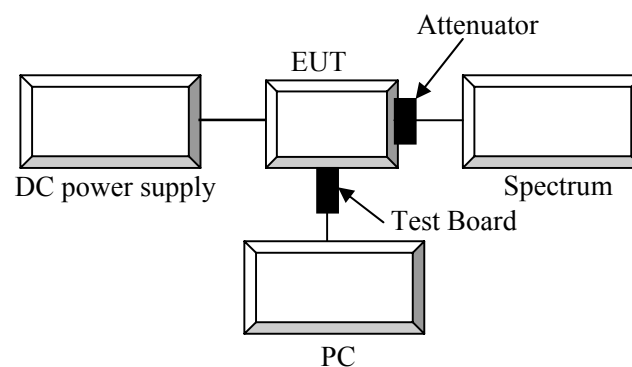 Attenuator
EUT
DC power supply
Spectrum
Test Board
PC